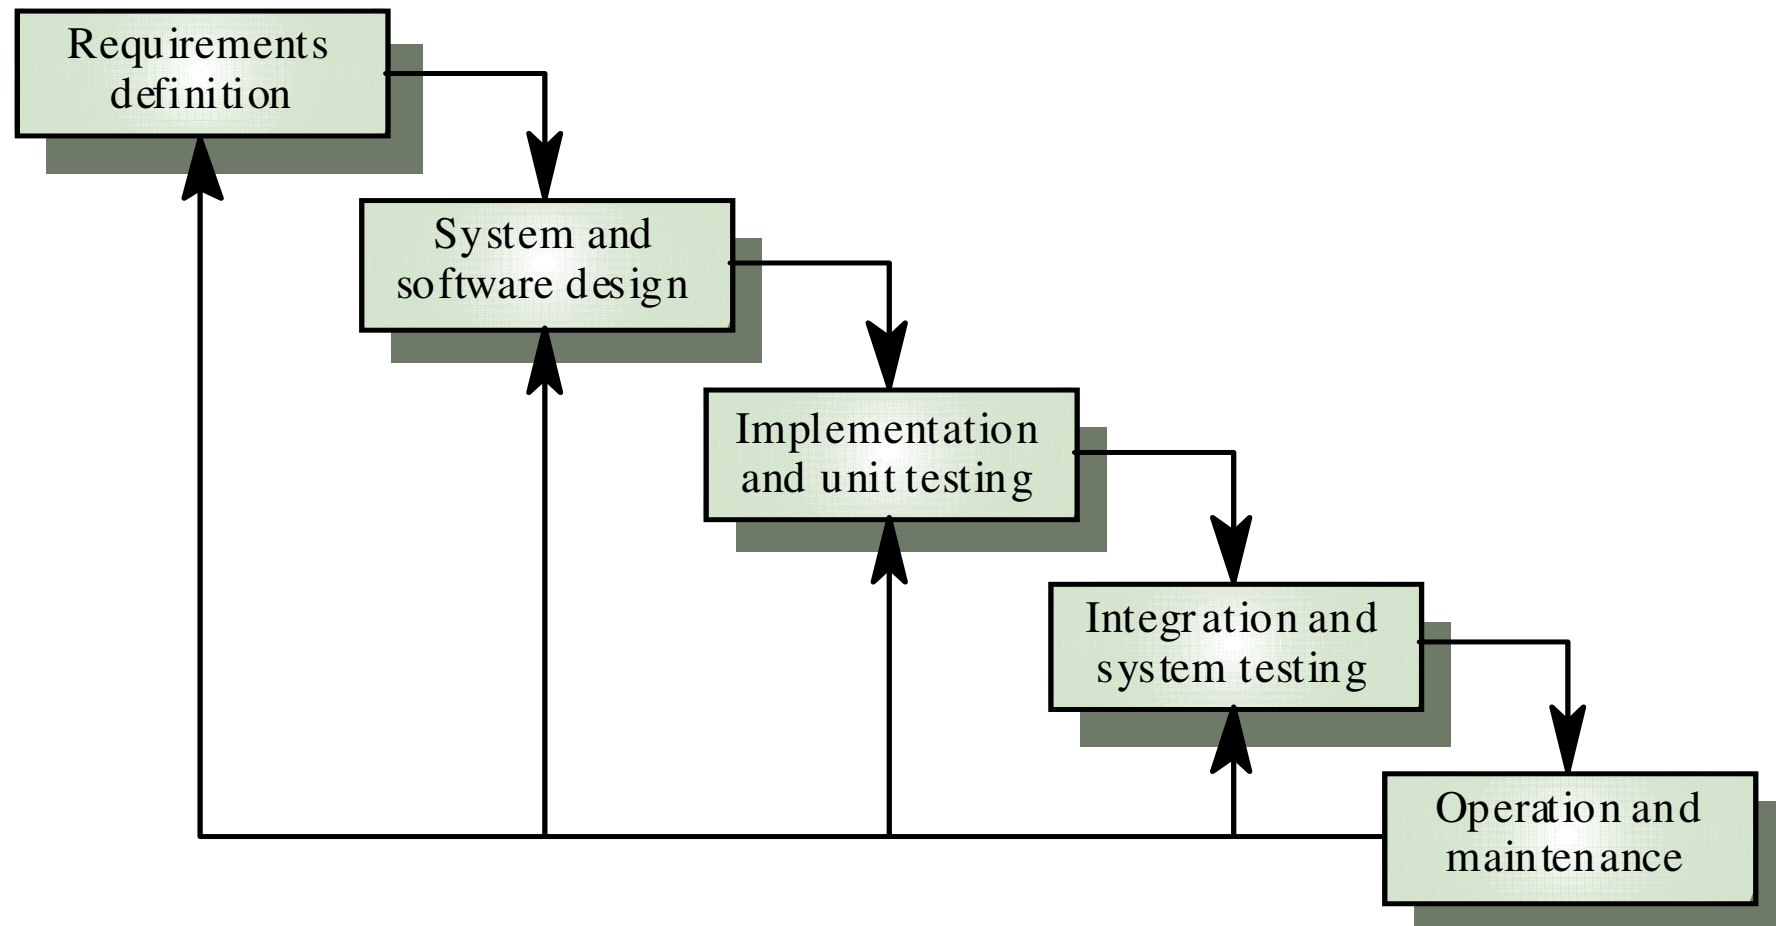 Requirements
definition
System and
software design
Implementation
and unit testing
Integration and
system testing
Operation and
maintenance